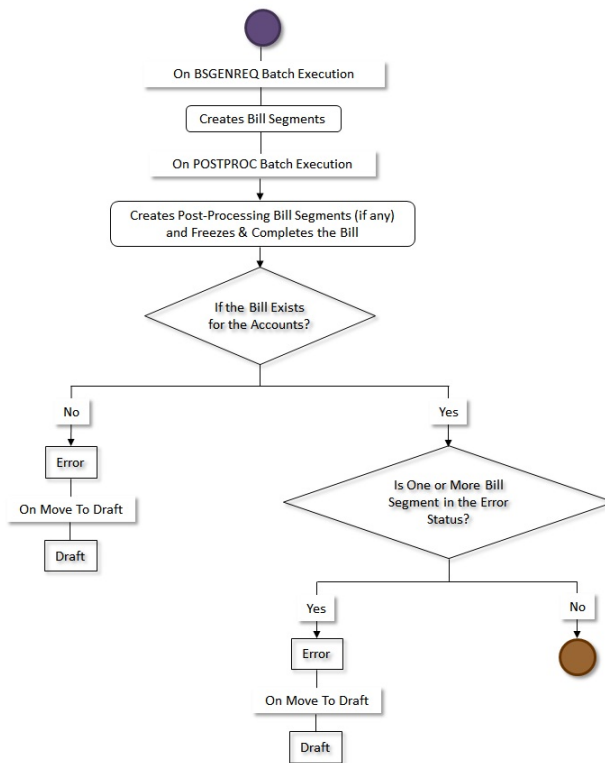 On BSGENREQ Batch Execution
Creates Bill Segments
On POSTPROC Batch Execution
Creates Post-Processing Bill Segments (if any)
and Freezes & Completes the Bill
If the Bill Exists
for the Accounts?
No
Yes
Error
Is One or More Bill
Segment in the Error
Status?
On Move To Draft
Draft
Yes
No
Error
On Move To Draft
Draft